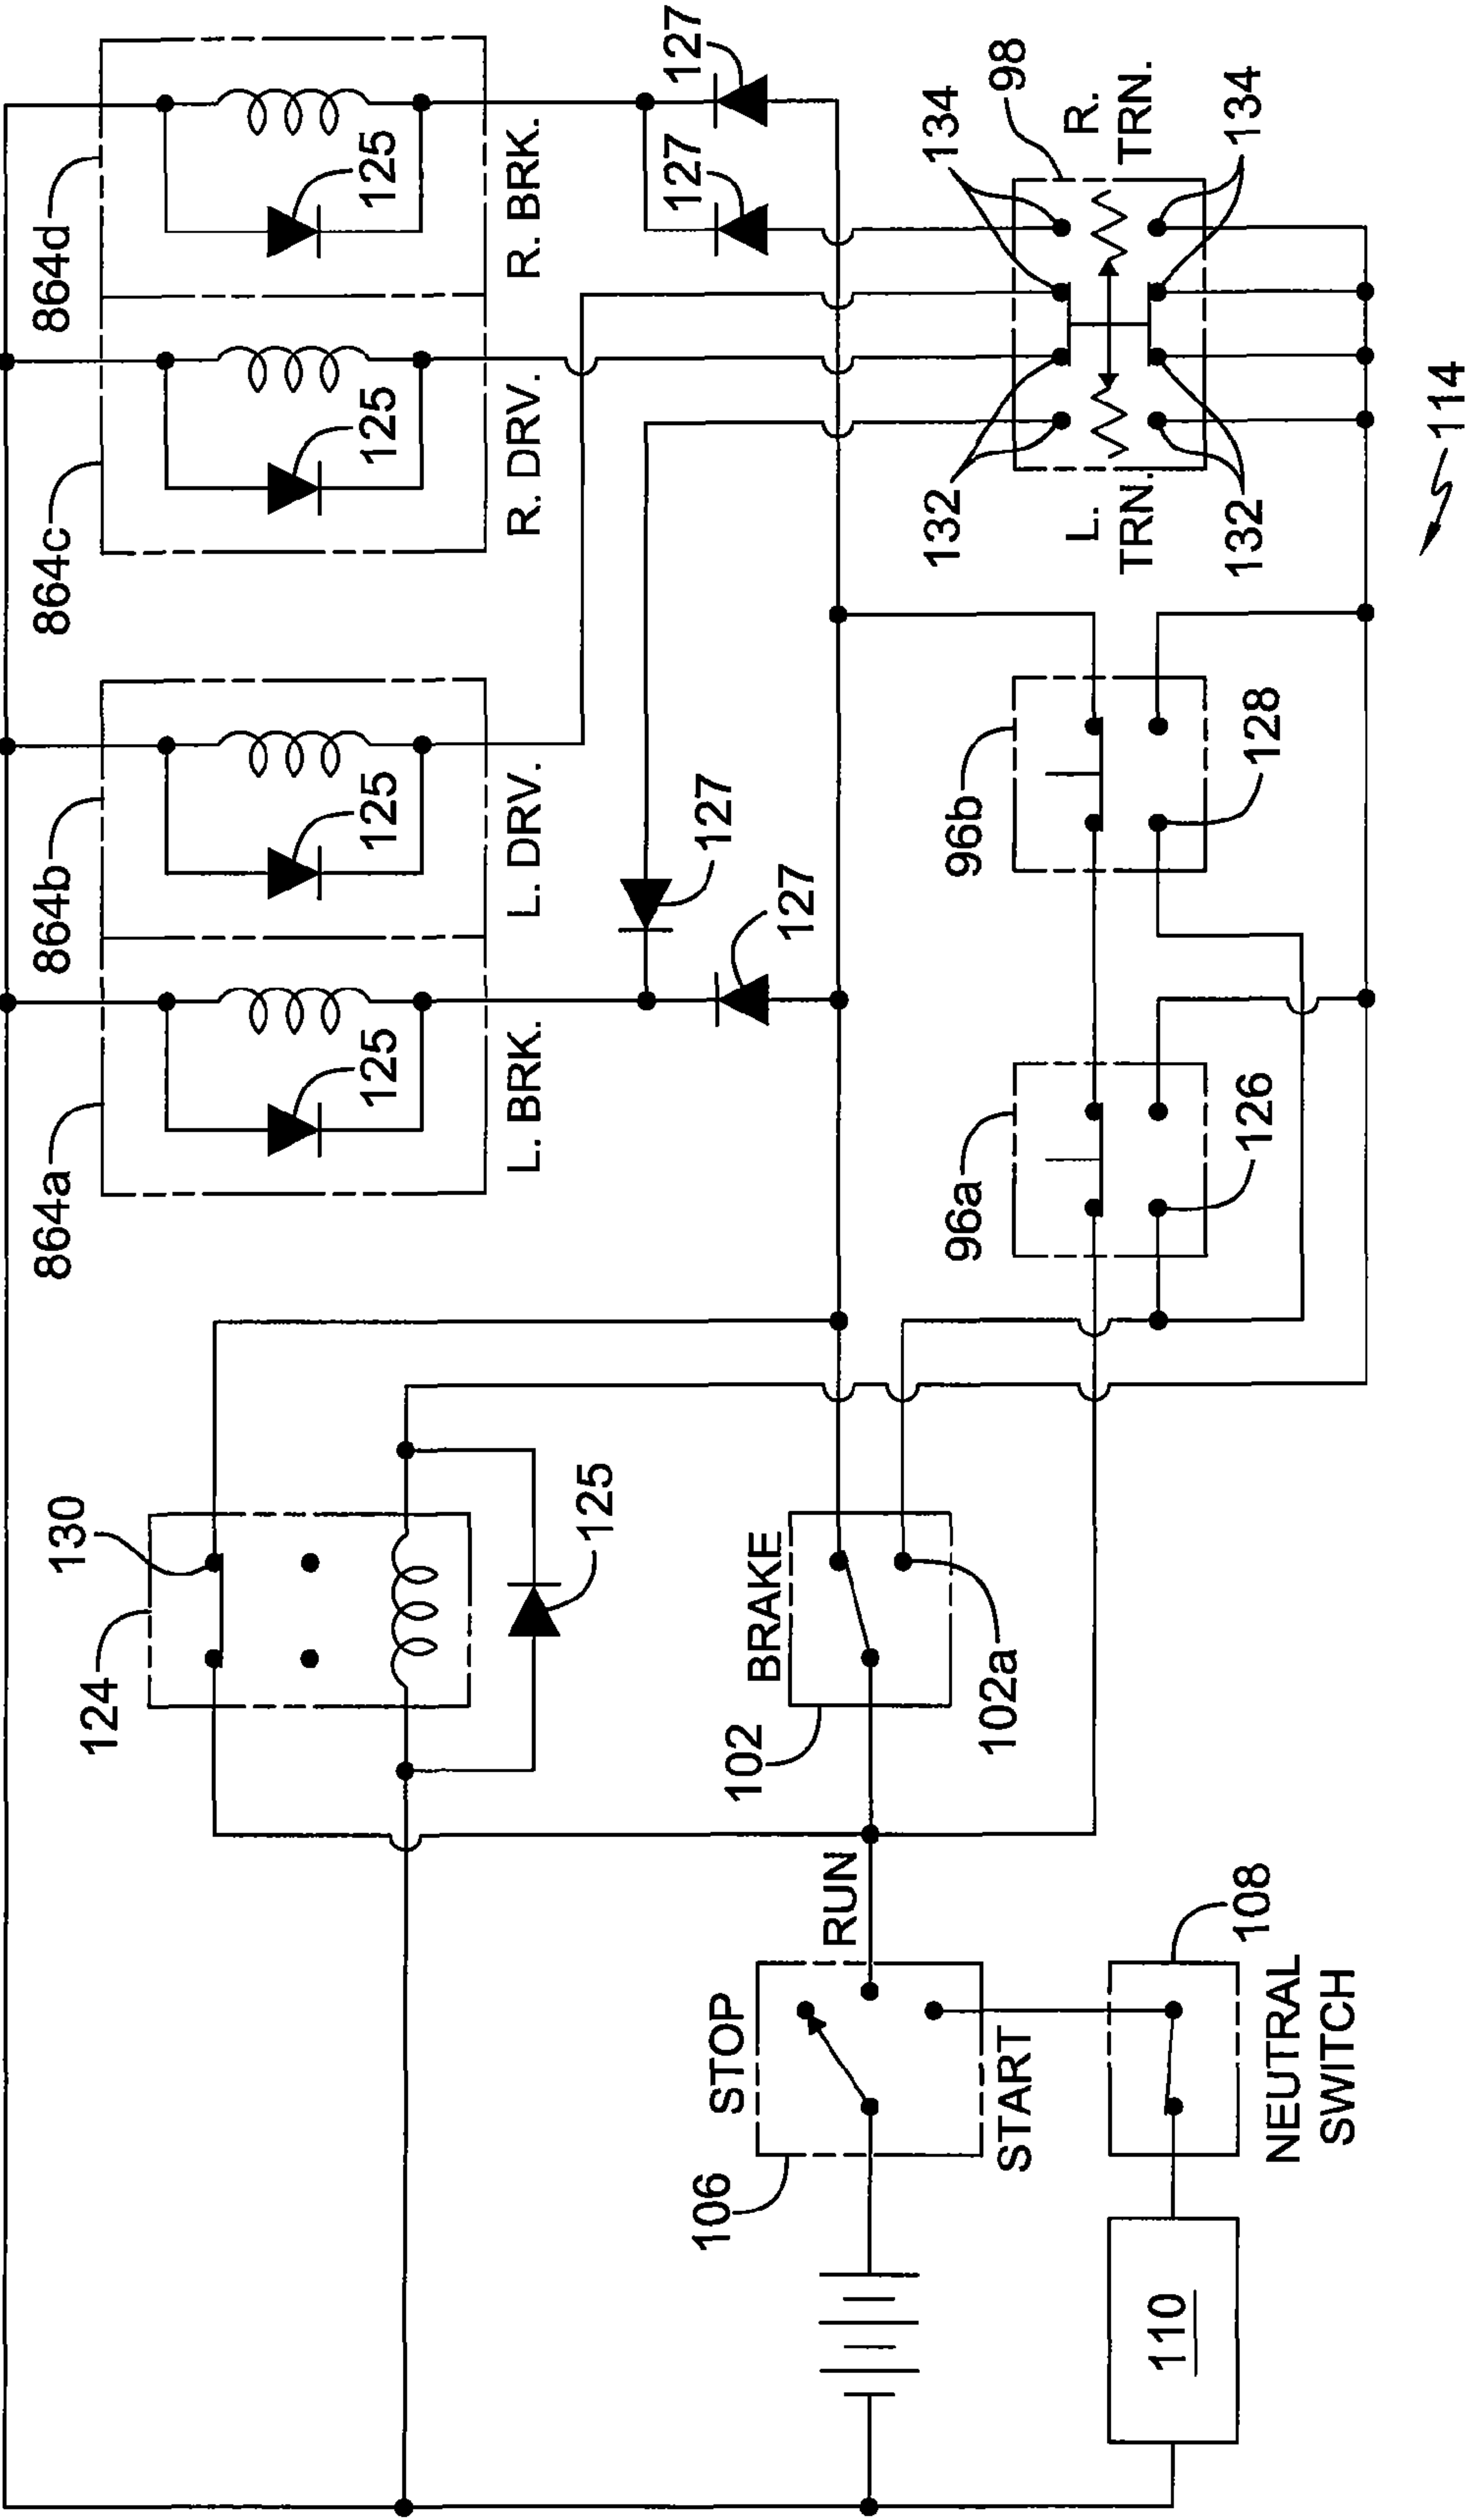 864a
864b
864c
864d
125
125
125
125
L. BRK.
L. DRV.
R. DRV.
R. BRK.
127
127
127
127
130
124
125
BRAKE
102
102a
RUN
STOP
START
106
108
NEUTRAL
SWITCH
110
96a
126
96b
128
98
134
134
132
132
L.
TRN.
R.
TRN.
114